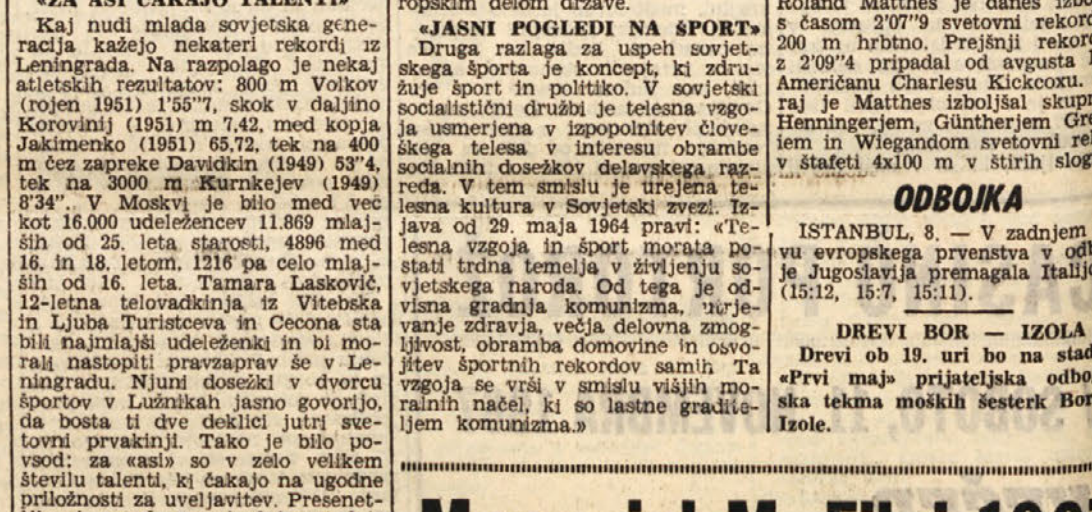 «ZA ASI ČAKAJO TALENTI»
Kaj nudi mlada sovjetska gene-
racija kažejo nekateri rekordi iz
Leningrada. Na razpolago je nekaj
atletskih rezultatov: 800 m Volkov
(rojen 1951) 1'55"7, skok v daljino
Korovinij (1951) m 7,42, med kopja
Jakimenko (1951) 65,72, tek na 400
m čez zapreke Davidkin (1949) 53"4,
tek na 3000 m Kurnkejev (1949)
8'34". V Moskvi je bilo med več
kot 16.000 udeležencev 11.869 mlaj-
ših od 25. leta starosti, 4896 med
16. in 18. letom, 1216 pa celo mlaj-
ših od 16. leta. Tamara Laskovič,
12-letna telovadkinja iz Vitebska
in Ljuba Turistceva in Cecona sta
bili najmlajši udeleženki in bi mo-
rali nastopiti pravzaprav še v Le-
ningradu. Njuni dosežki v dvorcu
športov v Lužnikah jasno govorijo,
da bosta ti dve deklici jutri sve-
tovni prvakinji. Tako je bilo po-
vsod: za «asi» so v zelo velikem
številu talenti, ki čakajo na ugodne
priložnosti za uveljavitev. Presenet-
ropskim delom države.
«JASNI POGLEDI NA ŠPORT»
Druga razlaga za uspeh sovjet-
skega športa je koncept, ki zdru-
žuje šport in politiko. V sovjetski
socialistični družbi je telesna vzgo-
ja usmerjena v izpopolnitev člove-
škega telesa v interesu obrambe
socialnih dosežkov delavskega raz-
reda. V tem smislu je urejena te-
lesna kultura v Sovjetski zvezi. Iz-
java od 29. maja 1964 pravi: «Te-
lesna vzgoja in šport morata po-
stati trdna temelja v življenju so-
vjetskega naroda. Od tega je od-
visna gradnja komunizma, utrje-
vanje zdravja, večja delovna zmog-
ljivost, obramba domovine in osvo-
jitev športnih rekordov samih Ta
vzgoja se vrši v smislu višjih mo-
ralnih načel, ki so lastne gradite-
ljem komunizma.»
Roland Matthes je danes izbo
s časom 2'07"9 svetovni rekor
200 m hrbtno. Prejšnji rekor
z 2'09"4 pripadal od avgusta
Američanu Charlesu Kickcoxu.
raj je Matthes izboljšal skup
Henningerjem, Güntherjem Gre
jem in Wiegandom svetovni re
v štafeti 4x100 m v štirih slog
ODBOJKA
ISTANBUL, 8. — V zadnjem
vu evropskega prvenstva v od
je Jugoslavija premagala Italij
(15:12, 15:7, 15:11).
DREVI BOR — IZOLA
Drevi ob 19. uri bo na stad
«Prvi maj» prijateljska odbo
ska tekma moških šesterk Bor
Izole.